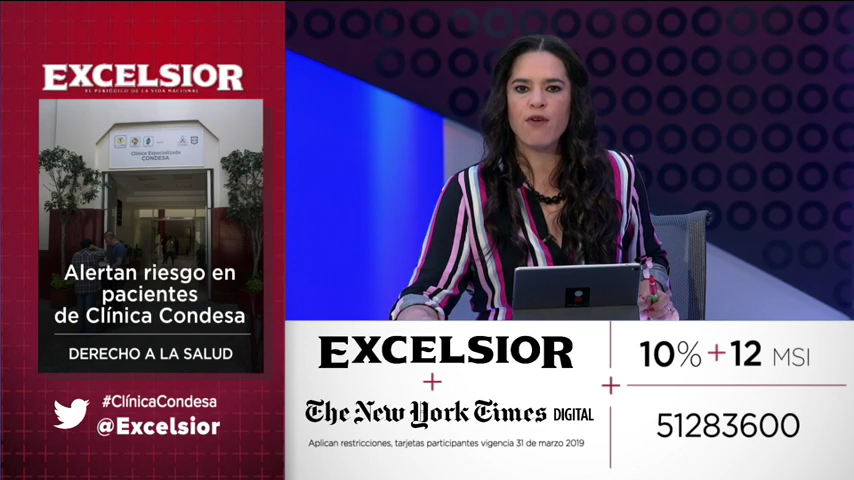 EXCELSIOR
EL PERIÓDICO DE LA VIDA NACIONAL
Clínica Especializada
CONDESA
Alertan riesgo en
pacientes
de Clínica Condesa
DERECHO A LA SALUD
#ClínicaCondesa
@Excelsior
EXCELSIOR
+
The New York Times DIGITAL
Aplican restricciones, tarjetas participantes vigencia 31 de marzo 2019
+
10% + 12 MSI
51283600